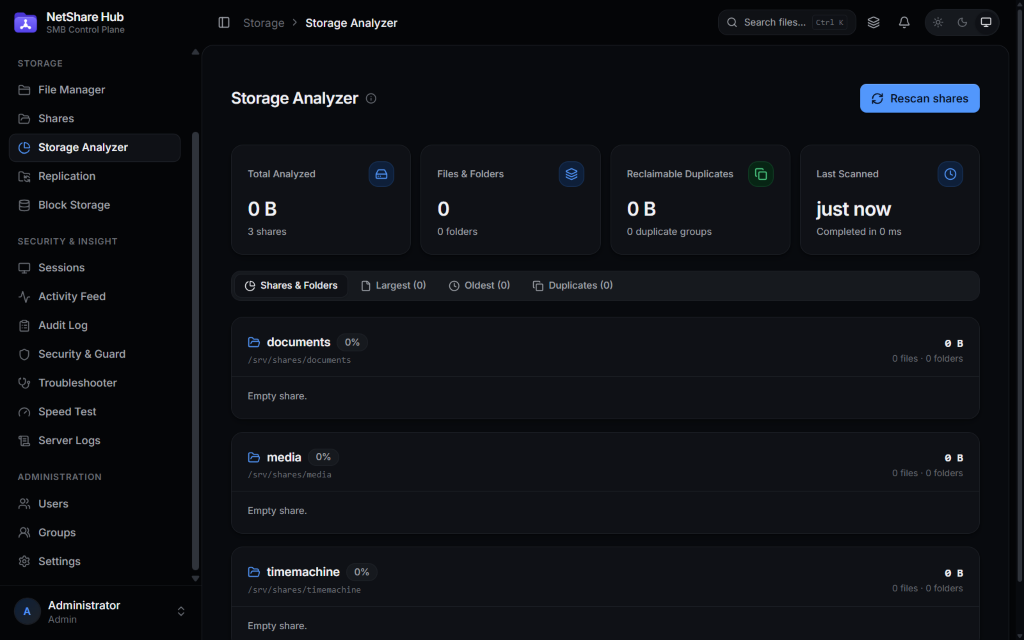 NetShare Hub
SMB Control Plane
STORAGE
File Manager
Shares
Storage Analyzer
Replication
Block Storage
SECURITY & INSIGHT
Sessions
Activity Feed
Audit Log
Security & Guard
Troubleshooter
Speed Test
Server Logs
ADMINISTRATION
Users
Groups
Settings
A
Administrator
Admin
Storage > Storage Analyzer
Search files... Ctrl K
Storage Analyzer
Rescan shares
Total Analyzed
0 B
3 shares
Files & Folders
0
0 folders
Reclaimable Duplicates
0 B
0 duplicate groups
Last Scanned
just now
Completed in 0 ms
Shares & Folders Largest (0) Oldest (0) Duplicates (0)
documents 0% 0 B
/srv/shares/documents 0 files · 0 folders
Empty share.
media 0% 0 B
/srv/shares/media 0 files · 0 folders
Empty share.
timemachine 0% 0 B
/srv/shares/timemachine 0 files · 0 folders
Empty share.